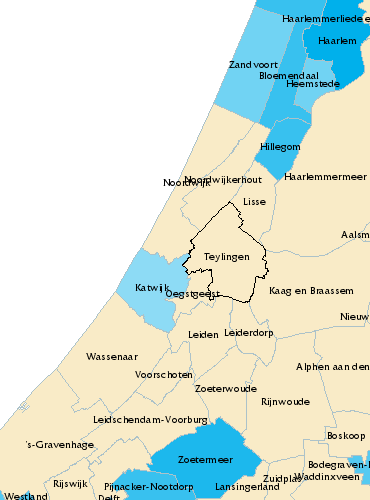 Haarlemmerliede e
Haarlem
Zandvoort
Bloemendaal
Heemstede
Hillegom
Haarlemmermeer
Noordwijkerhout
Noordwijk
Lisse
Aalsm
Teylingen
Katwijk
Oegstgeest
Kaag en Braassem
Nieuw
Leiden
Leiderdorp
Wassenaar
Alphen aan den
Voorschoten
Zoeterwoude
Rijnwoude
Leidschendam-Voorburg
Boskoop
's-Gravenhage
Zoetermeer
Bodegraven-
Waddinxveen
Zuidplas
Rijswijk
Pijnacker-Nootdorp
Lansingerland
Westland
Delft